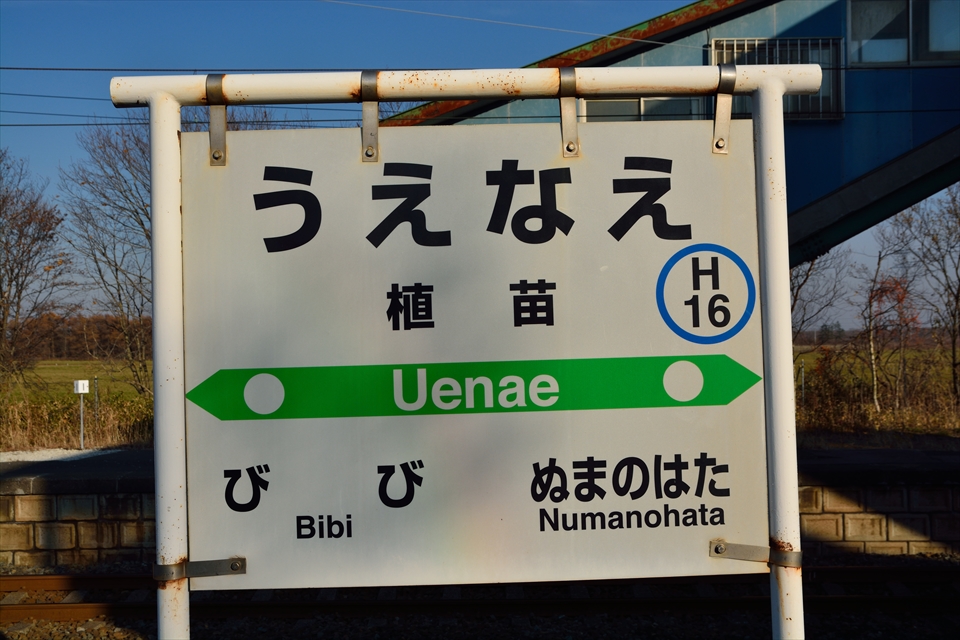 うえなえ
植苗
H
16
Uenae
びび
Bibi
ぬまのはた
Numanohata